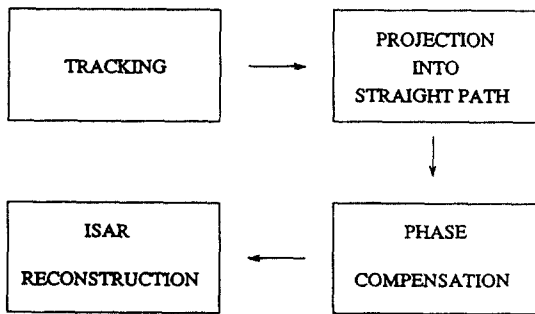 TRACKING
PROJECTION
INTO
STRAIGHT PATH
PHASE
COMPENSATION
ISAR
RECONSTRUCTION